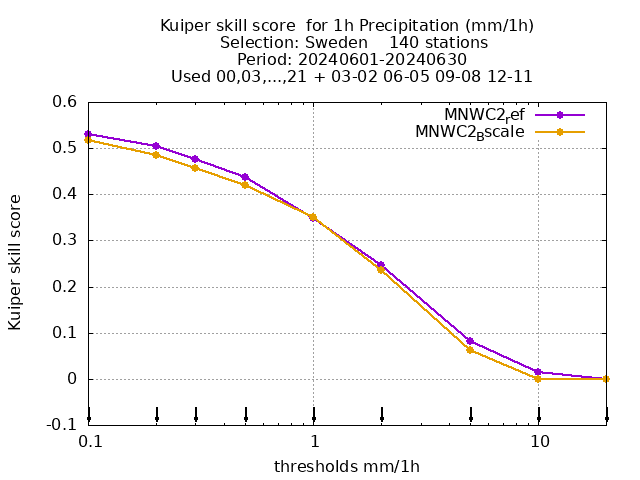 Kuiper skill score  for 1h Precipitation (mm/1h)
Selection: Sweden    140 stations
Period: 20240601-20240630
Used 00,03,...,21 + 03-02 06-05 09-08 12-11
MNWC2ref
MNWC2Bscale
Kuiper skill score
0.6
0.5
0.4
0.3
0.2
0.1
0
-0.1
0.1
1
10
thresholds mm/1h